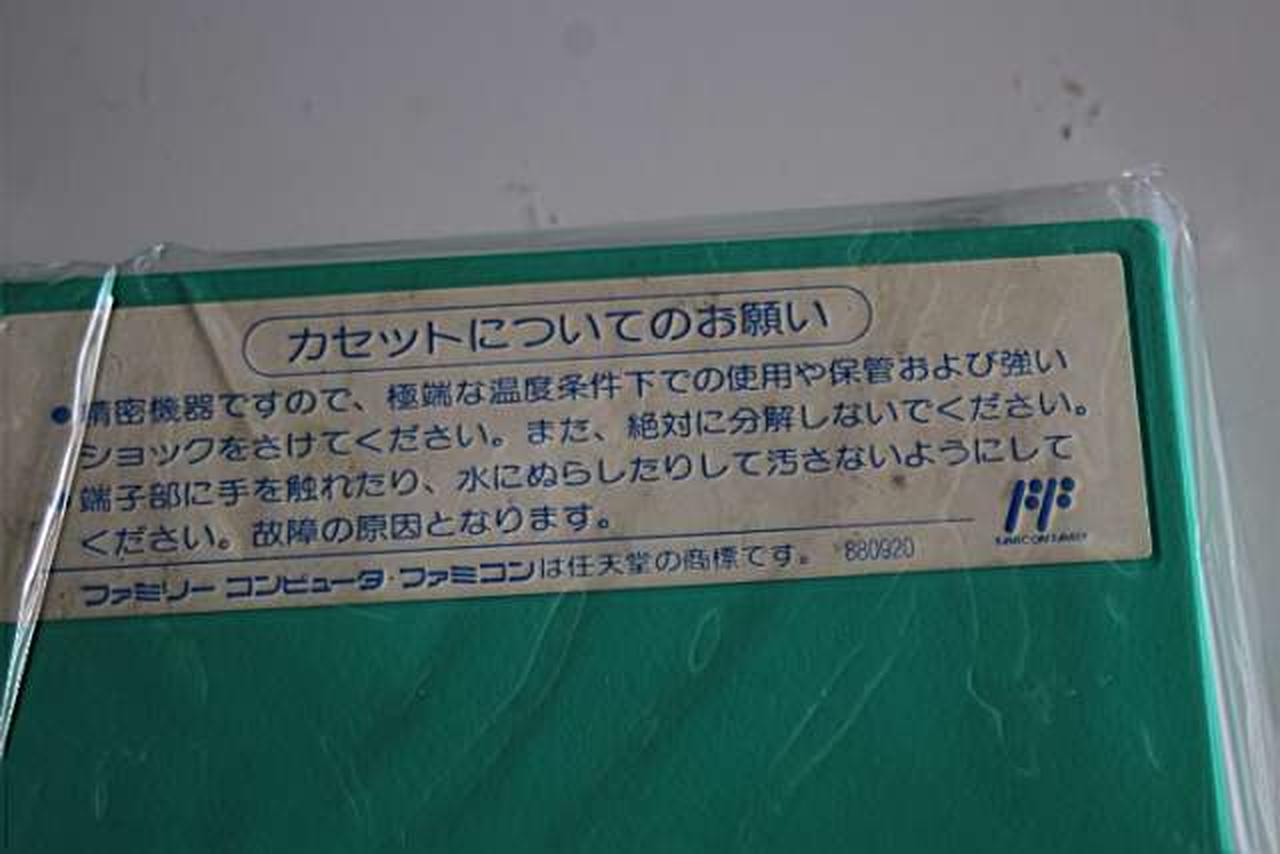 カセットについてのお願い
●精密機器ですので、極端な温度条件下での使用や保管および強い
ショックをさけてください。また、絶対に分解しないでください。
●端子部に手を触れたり、水にぬらしたりして汚さないようにして
ください。故障の原因となります。
FF
FAMICOM FAMILY
ファミリーコンピュータ・ファミコンは任天堂の商標です。 880920